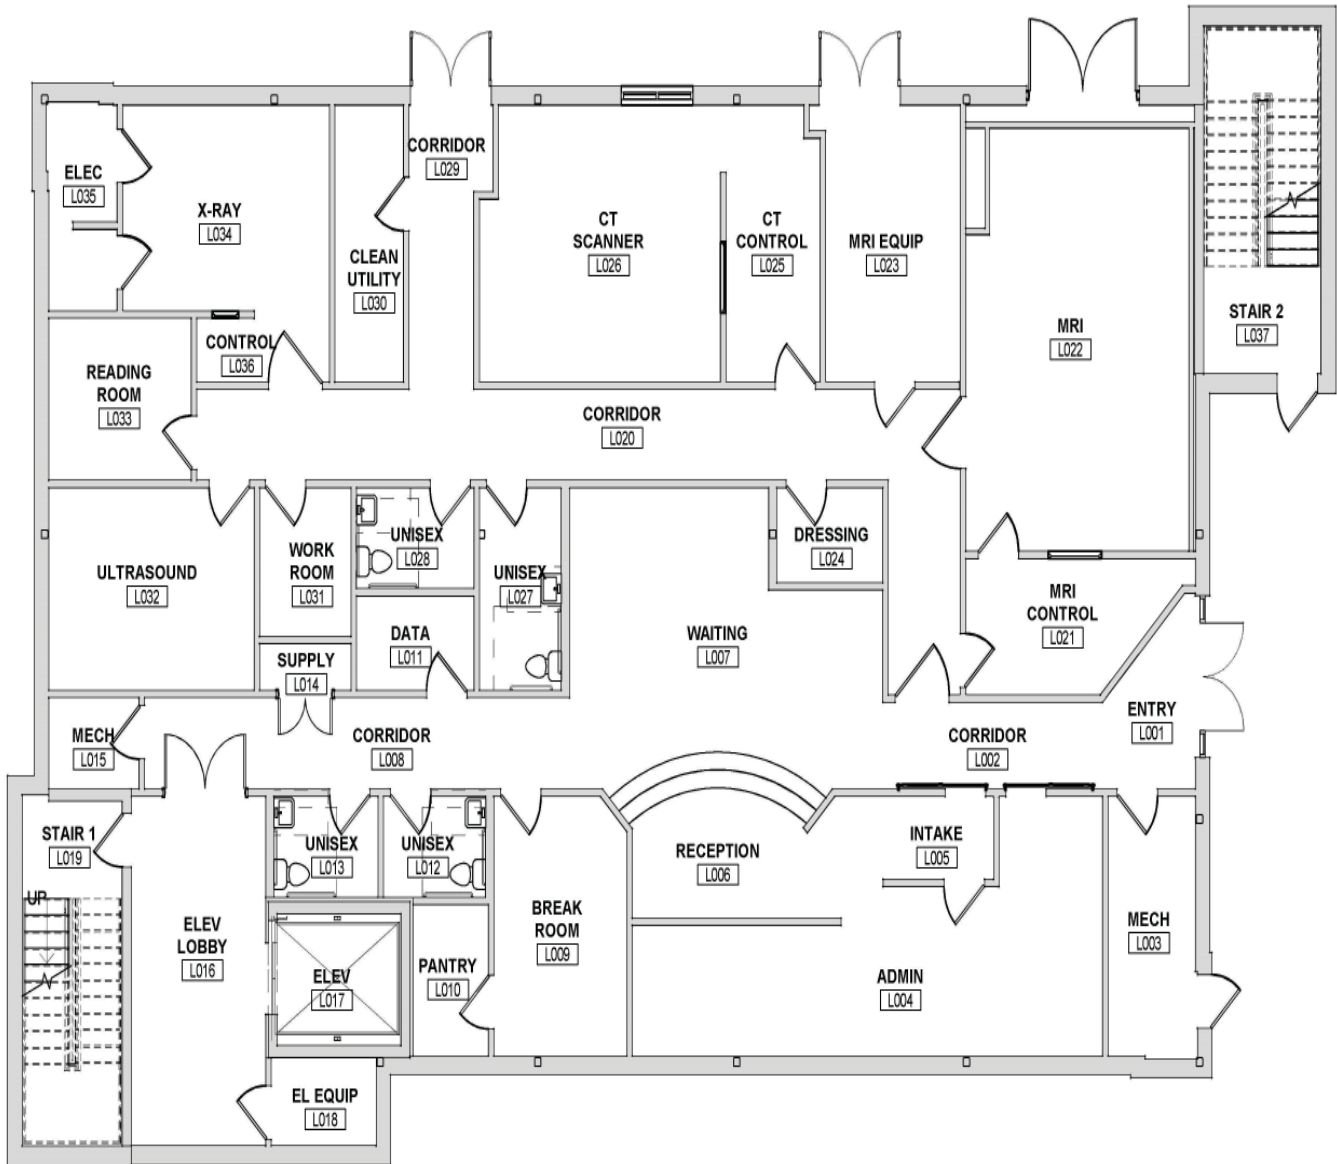 CORRIDOR
L029
ELEC
L035
X-RAY
L034
CLEAN
UTILITY
L030
CT
SCANNER
L026
CT
CONTROL
L025
MRI EQUIP
L023
MRI
L022
STAIR 2
L037
CONTROL
L036
READING
ROOM
L033
CORRIDOR
L020
ULTRASOUND
L032
WORK
ROOM
L031
UNISEX
L028
UNISEX
L027
DRESSING
L024
DATA
L011
WAITING
L007
MRI
CONTROL
L021
SUPPLY
L014
MECH
L015
CORRIDOR
L008
CORRIDOR
L002
ENTRY
L001
STAIR 1
L019
UP
UNISEX
L013
UNISEX
L012
RECEPTION
L006
INTAKE
L005
ELEV
LOBBY
L016
ELEV
L017
PANTRY
L010
BREAK
ROOM
L009
ADMIN
L004
MECH
L003
EL EQUIP
L018